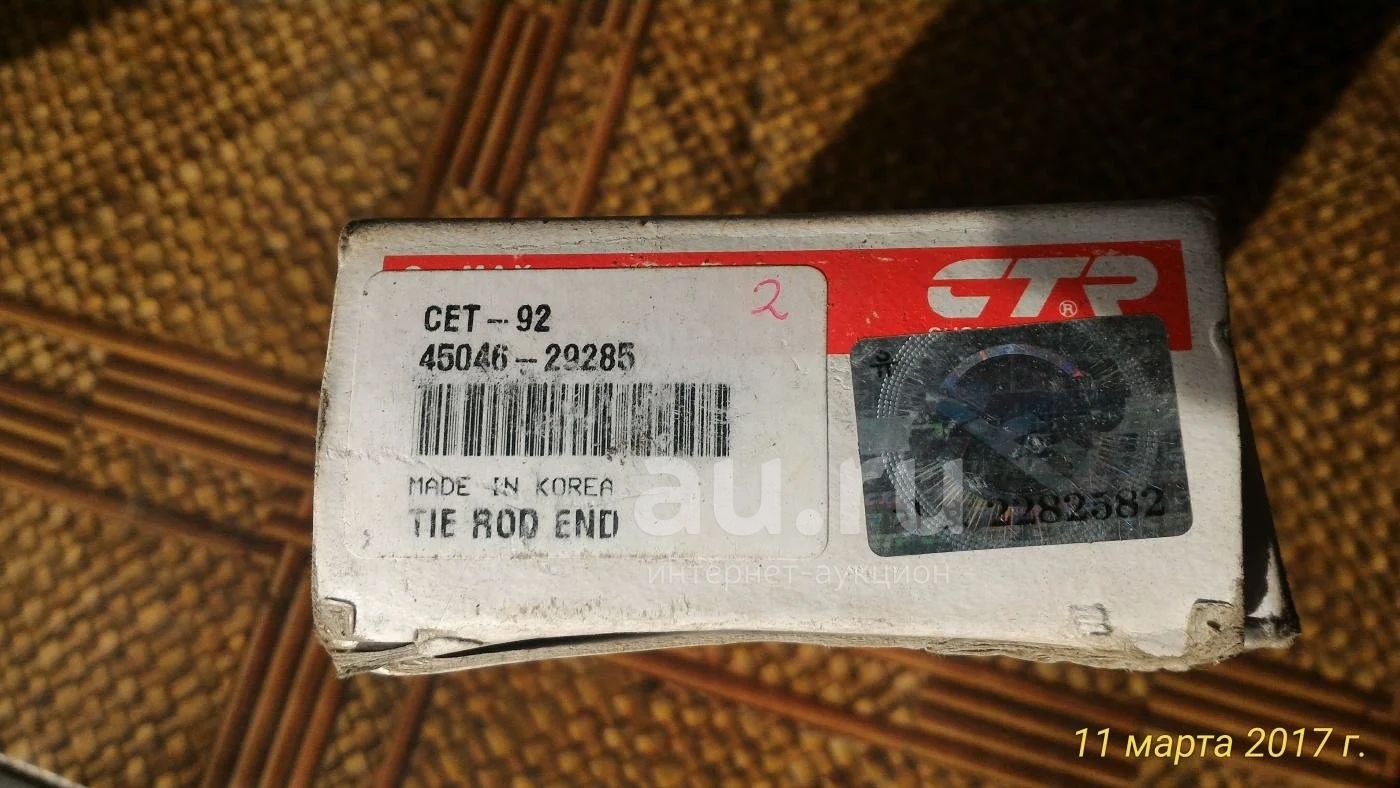 CTR®
2
CET-92
45046-29285
MADE IN KOREA
TIE ROD END
2282582
au.ru
интернет-аукцион
11 марта 2017 г.